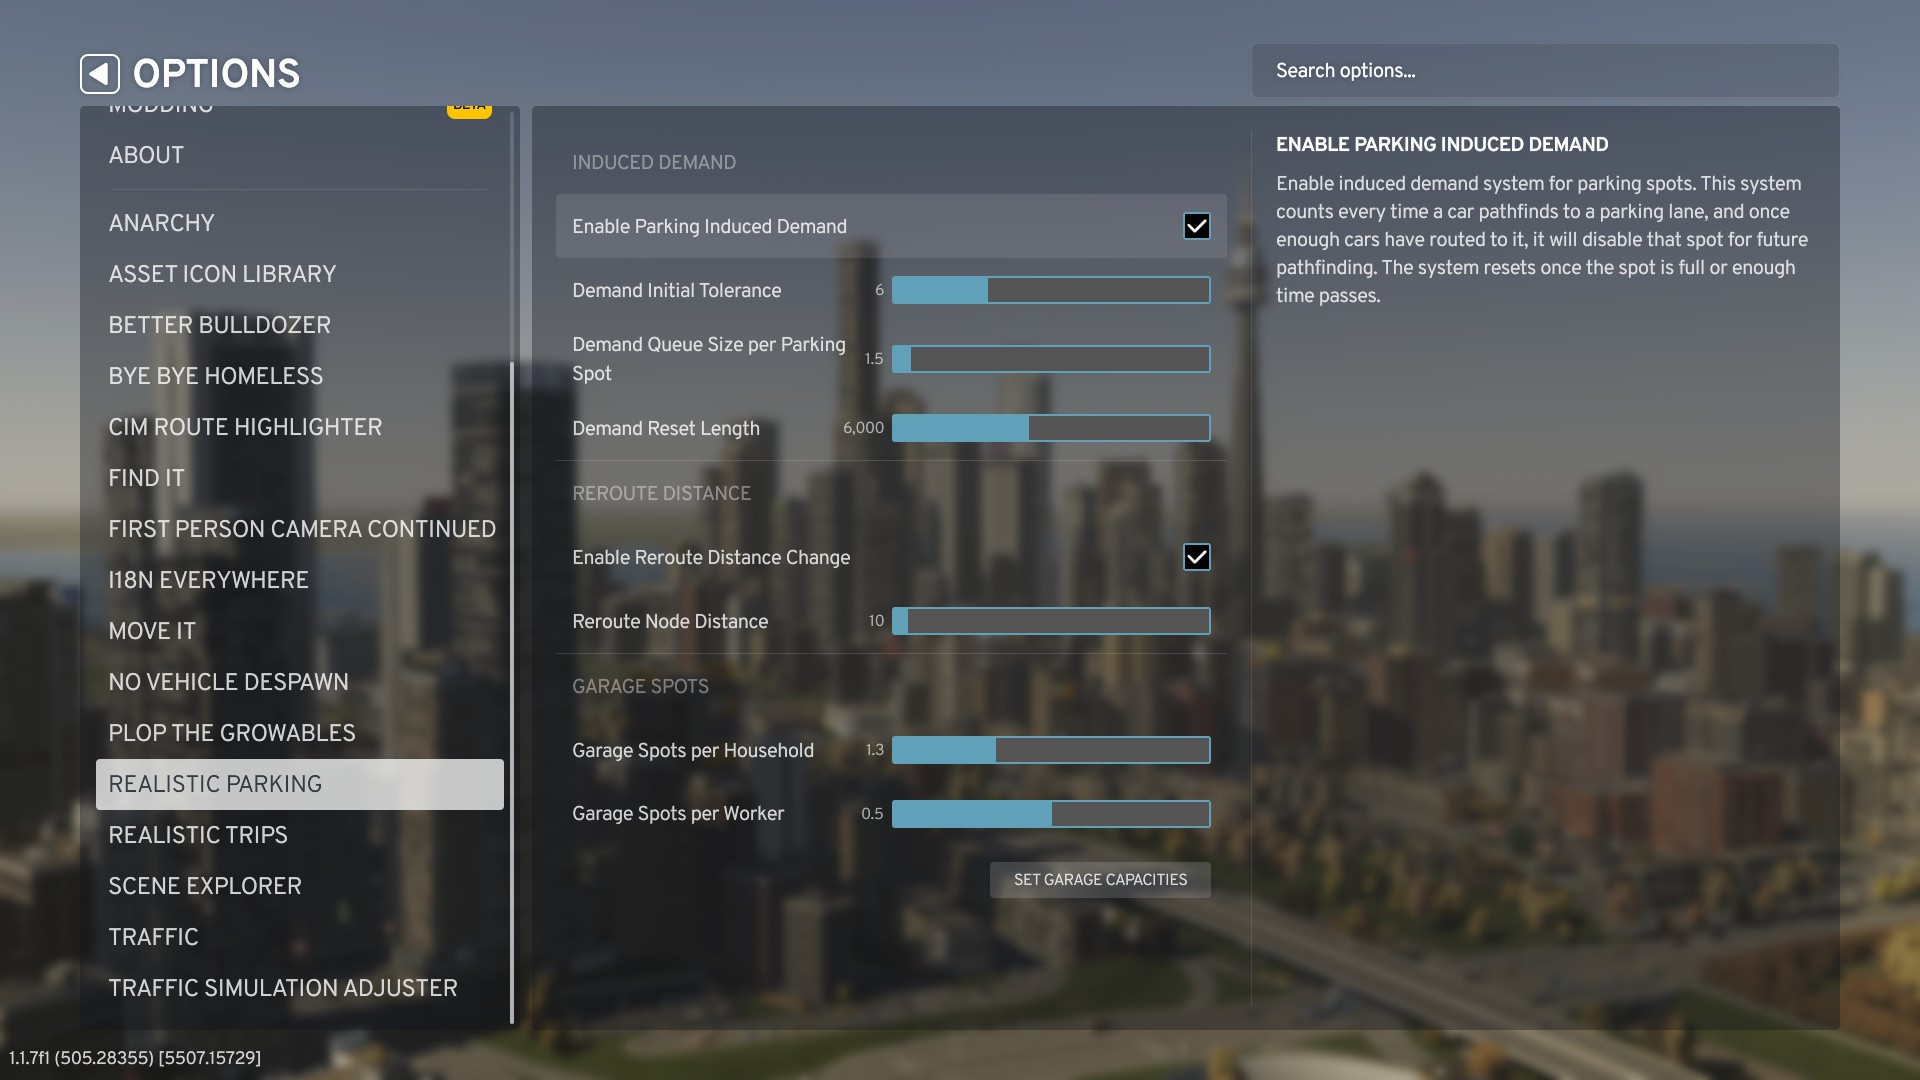 OPTIONS
Search options...
MODDING
BETA
ABOUT
ANARCHY
ASSET ICON LIBRARY
BETTER BULLDOZER
BYE BYE HOMELESS
CIM ROUTE HIGHLIGHTER
FIND IT
FIRST PERSON CAMERA CONTINUED
I18N EVERYWHERE
MOVE IT
NO VEHICLE DESPAWN
PLOP THE GROWABLES
REALISTIC PARKING
REALISTIC TRIPS
SCENE EXPLORER
TRAFFIC
TRAFFIC SIMULATION ADJUSTER
INDUCED DEMAND
Enable Parking Induced Demand
Demand Initial Tolerance 6
Demand Queue Size per Parking
Spot
1.5
Demand Reset Length 6,000
REROUTE DISTANCE
Enable Reroute Distance Change
Reroute Node Distance 10
GARAGE SPOTS
Garage Spots per Household 1.3
Garage Spots per Worker 0.5
SET GARAGE CAPACITIES
ENABLE PARKING INDUCED DEMAND
Enable induced demand system for parking spots. This system
counts every time a car pathfinds to a parking lane, and once
enough cars have routed to it, it will disable that spot for future
pathfinding. The system resets once the spot is full or enough
time passes.
1.1.7f1 (505.28355) [5507.15729]